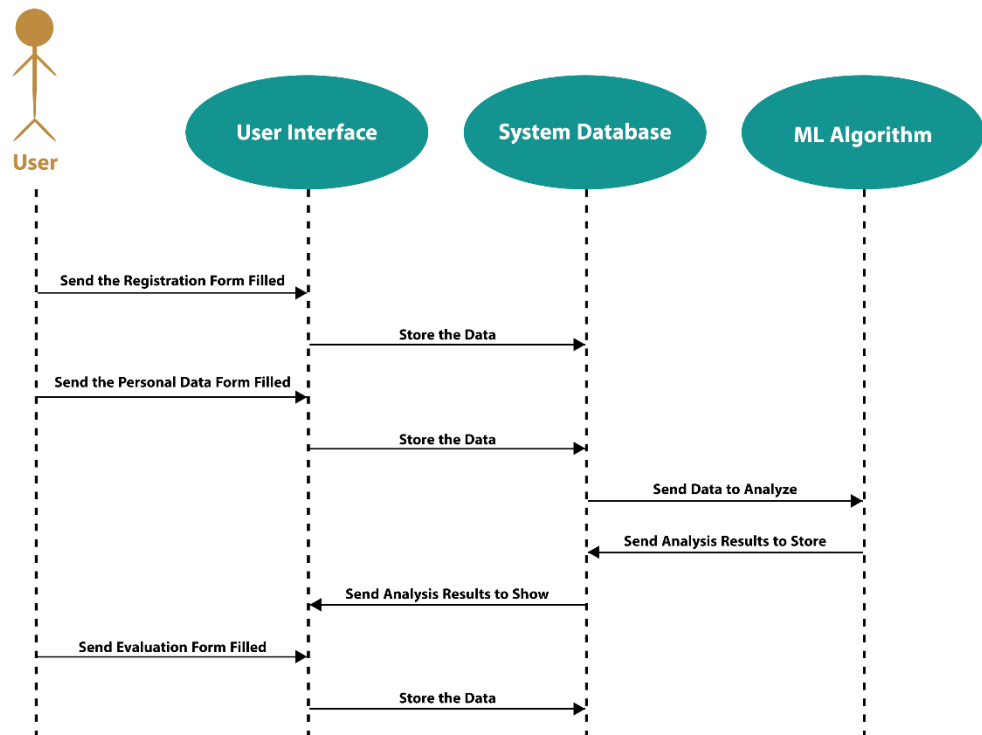 User
User Interface
System Database
ML Algorithm
Send the Registration Form Filled
Store the Data
Send the Personal Data Form Filled
Store the Data
Send Data to Analyze
Send Analysis Results to Store
Send Analysis Results to Show
Send Evaluation Form Filled
Store the Data